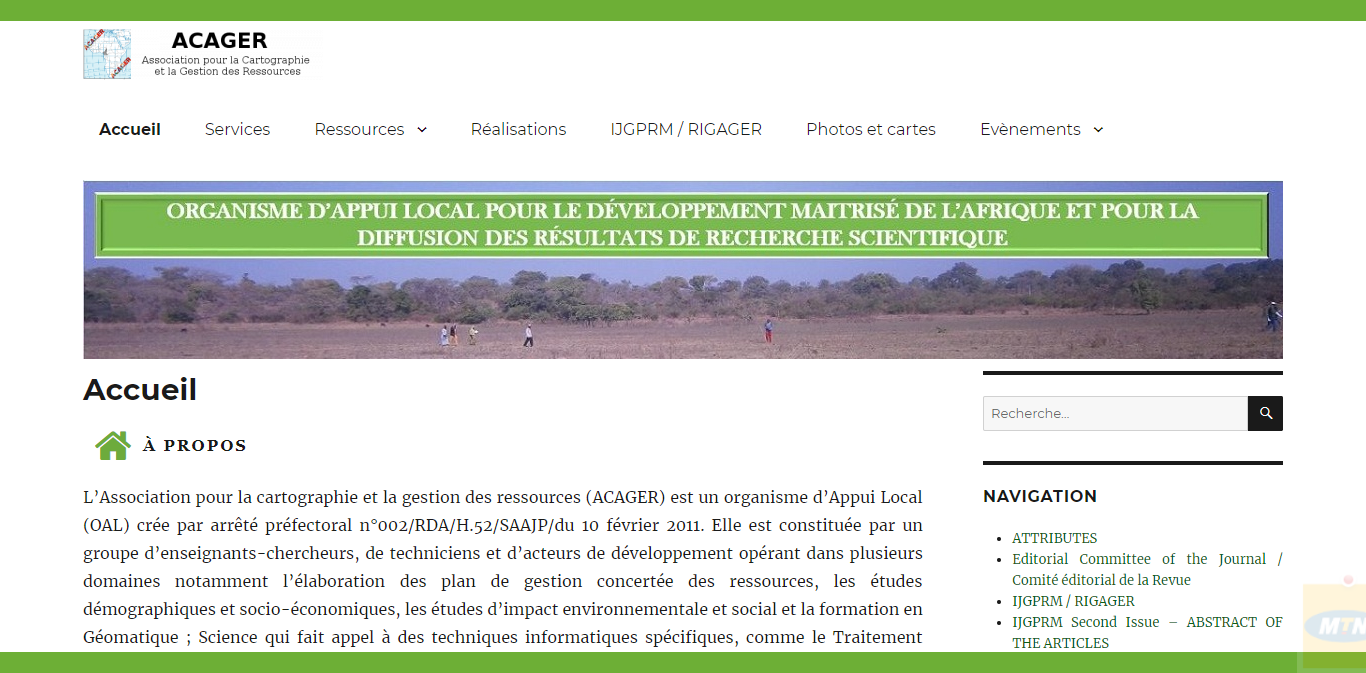 ACAGER
ACAGER
ACAGER
Association pour la Cartographie
et la Gestion des Ressources
Accueil Services Ressources Réalisations IJGPRM / RIGAGER Photos et cartes Evènements
ORGANISME D’APPUI LOCAL POUR LE DÉVELOPPEMENT MAITRISÉ DE L’AFRIQUE ET POUR LA
DIFFUSION DES RÉSULTATS DE RECHERCHE SCIENTIFIQUE
Accueil
À PROPOS
L’Association pour la cartographie et la gestion des ressources (ACAGER) est un organisme d’Appui Local
(OAL) crée par arrêté préfectoral n°002/RDA/H.52/SAAJP/du 10 février 2011. Elle est constituée par un
groupe d’enseignants-chercheurs, de techniciens et d’acteurs de développement opérant dans plusieurs
domaines notamment l’élaboration des plan de gestion concertée des ressources, les études
démographiques et socio-économiques, les études d’impact environnementale et social et la formation en
Géomatique ; Science qui fait appel à des techniques informatiques spécifiques, comme le Traitement
Recherche…
NAVIGATION
ATTRIBUTES
Editorial Committee of the Journal /
Comité éditorial de la Revue
IJGPRM / RIGAGER
IJGPRM Second Issue – ABSTRACT OF
THE ARTICLES
MTN